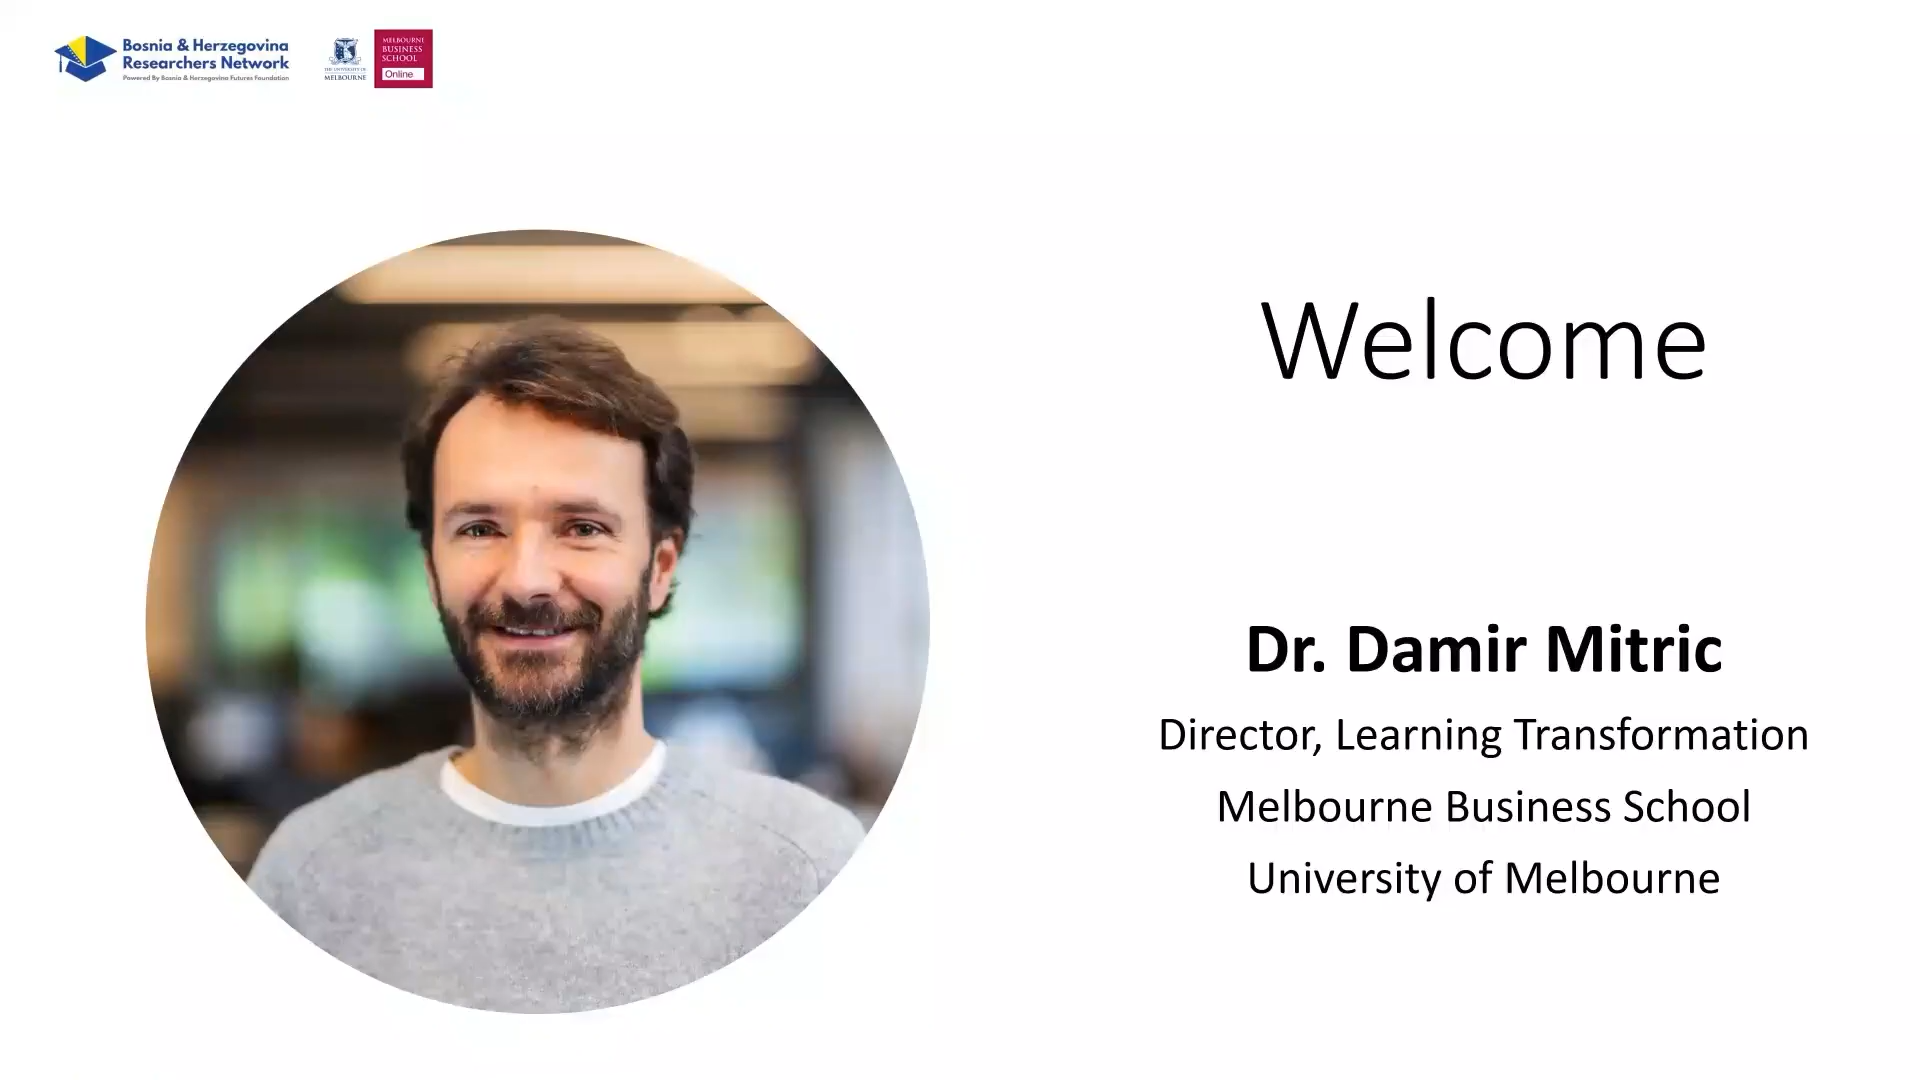 Bosnia & Herzegovina
Researchers Network
Powered By Bosnia & Herzegovina Futures Foundation
THE UNIVERSITY OF
MELBOURNE
MELBOURNE
BUSINESS
SCHOOL
Online
Welcome
Dr. Damir Mitric
Director, Learning Transformation
Melbourne Business School
University of Melbourne